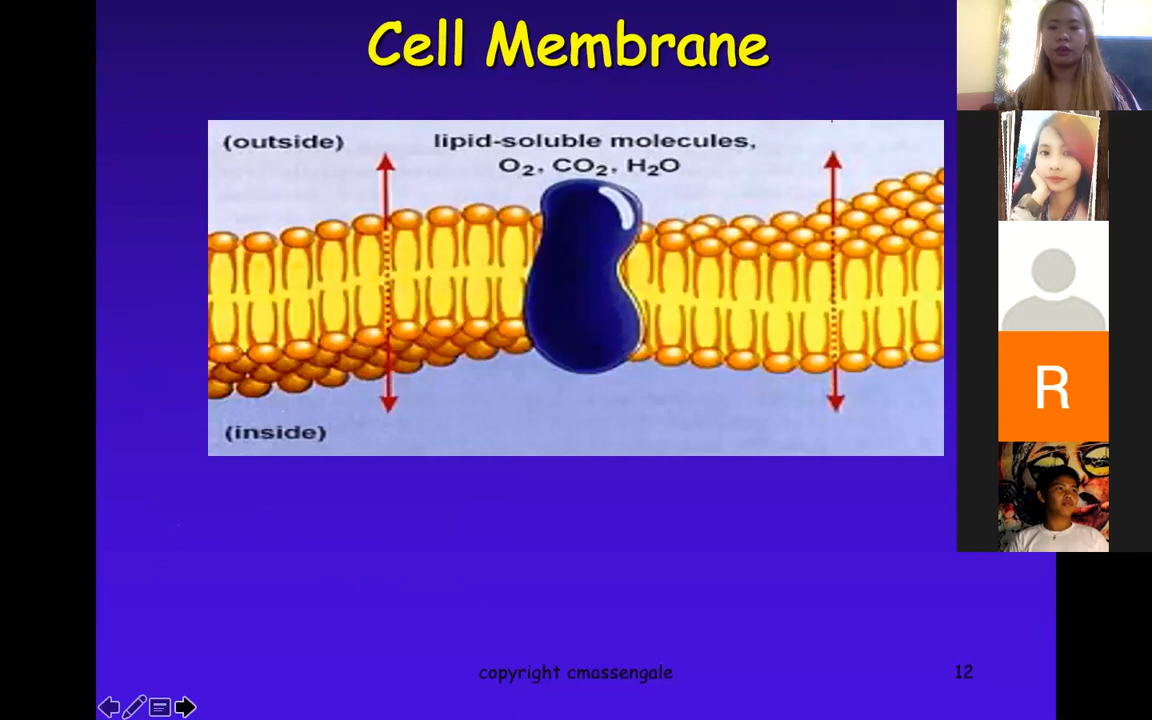 Cell Membrane
(outside)
lipid-soluble molecules,
O₂, CO₂, H₂O
(inside)
R
copyright cmassengale
12